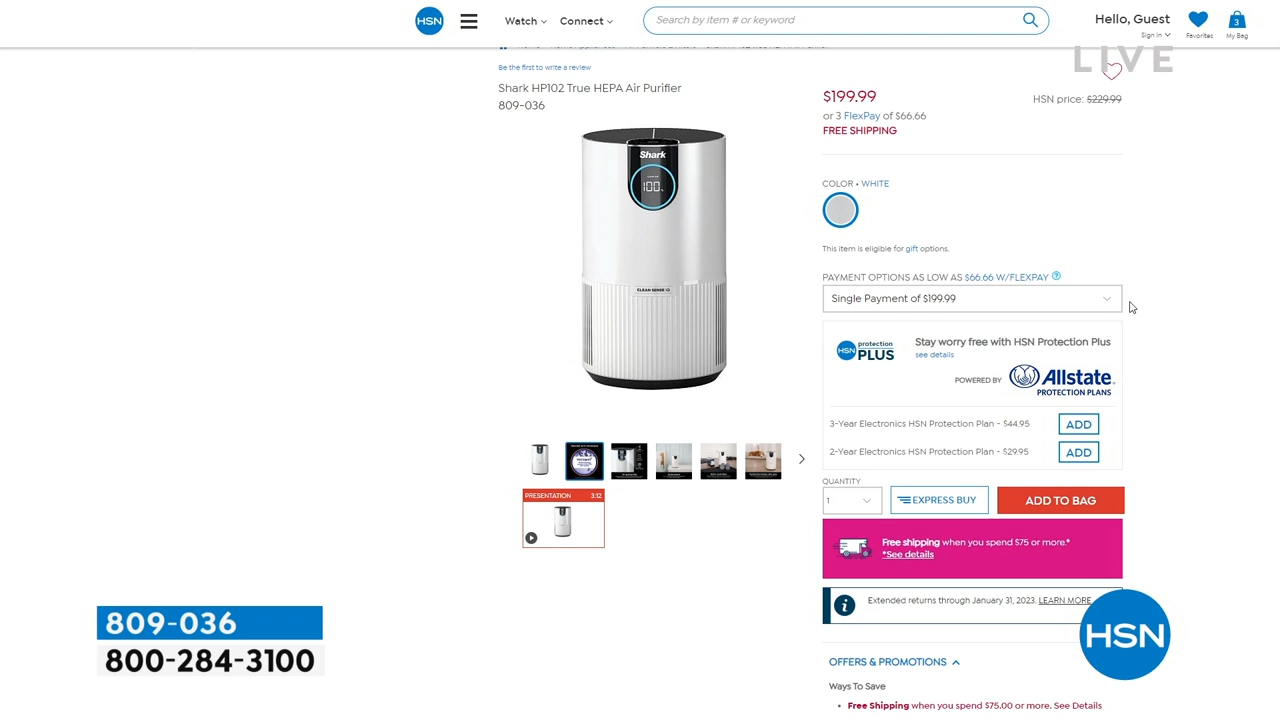 HSN
Watch
Connect
Search by item # or keyword
Hello, Guest
Sign in
Favorites
3
My Bag
LIVE
Be the first to write a review
Shark HP102 True HEPA Air Purifier
809-036
$199.99
HSN price: $229.99
or 3 FlexPay of $66.66
FREE SHIPPING
Shark
100%
CLEAN SENSE IQ
COLOR • WHITE
This item is eligible for gift options.
PAYMENT OPTIONS AS LOW AS $66.66 W/FLEXPAY ?
Single Payment of $199.99
HSN protection PLUS
Stay worry free with HSN Protection Plus
see details
POWERED BY Allstate.
PROTECTION PLANS
3-Year Electronics HSN Protection Plan - $44.95 ADD
2-Year Electronics HSN Protection Plan - $29.95 ADD
QUANTITY
1
EXPRESS BUY
ADD TO BAG
PRESENTATION 3:12
Free shipping when you spend $75 or more.*
*See details
Extended returns through January 31, 2023. LEARN MORE
809-036
800-284-3100
HSN
OFFERS & PROMOTIONS
Ways To Save
• Free Shipping when you spend $75.00 or more. See Details